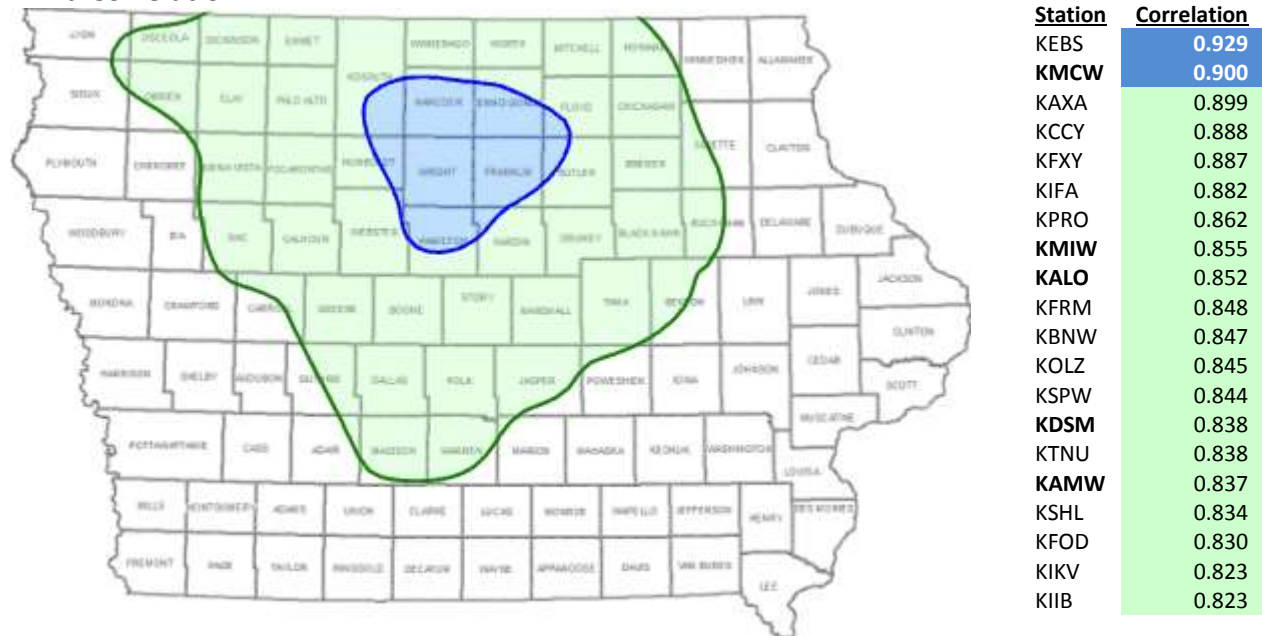 Station Correlation
KEBS 0.929
KMCW 0.900
KAXA 0.899
KCCY 0.888
KFXY 0.887
KIFA 0.882
KPRO 0.862
KMIW 0.855
KALO 0.852
KFRM 0.848
KBNW 0.847
KOLZ 0.845
KSPW 0.844
KDSM 0.838
KTNU 0.838
KAMW 0.837
KSHL 0.834
KFOD 0.830
KIKV 0.823
KIIB 0.823
LYON OSCEOLA DICKINSON EMMET WINNEBAGO WORTH MITCHELL HOWARD WINNESHIEK ALLAMAKEE
KOSSUTH
SIOUX OBRIEN CLAY PALO ALTO HANCOCK CERRO GORDO FLOYD CHICKASAW
PLYMOUTH CHEROKEE BUENA VISTA POCAHONTAS HUMBOLDT WRIGHT FRANKLIN BUTLER BREMER FAYETTE CLAYTON
WOODBURY IDA SAC CALHOUN WEBSTER HAMILTON HARDIN GRUNDY BLACK HAWK BUCHANAN DELAWARE DUBUQUE
MONONA CRAWFORD CARROLL GREENE BOONE STORY MARSHALL TAMA BENTON LINN JONES JACKSON
CLINTON
HARRISON SHELBY AUDUBON GUTHRIE DALLAS POLK JASPER POWESHIEK IOWA JOHNSON CEDAR SCOTT
MUSCATINE
POTTAWATTAMIE CASS ADAIR MADISON WARREN MARION MAHASKA KEOKUK WASHINGTON LOUISA
MILLS MONTGOMERY ADAMS UNION CLARKE LUCAS MONROE WAPELLO JEFFERSON HENRY DES MOINES
FREMONT PAGE TAYLOR RINGGOLD DECATUR WAYNE APPANOOSE DAVIS VAN BUREN LEE